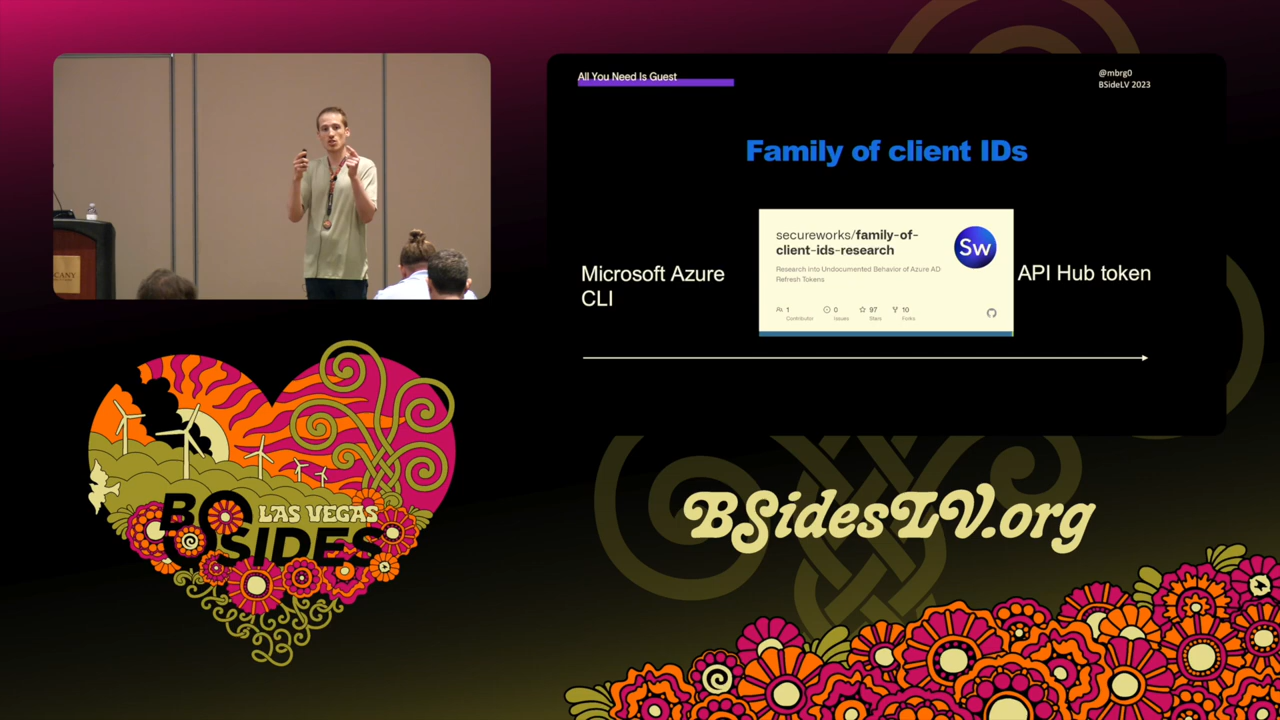 All You Need Is Guest
@mbrg0
BSideLV 2023
Family of client IDs
Microsoft Azure
CLI
secureworks/family-of-
client-ids-research
Sw
Research into Undocumented Behavior of Azure AD
Refresh Tokens
1
Contributor
0
Issues
97
Stars
10
Forks
API Hub token
LAS VEGAS
BSIDES
BSidesLV.org